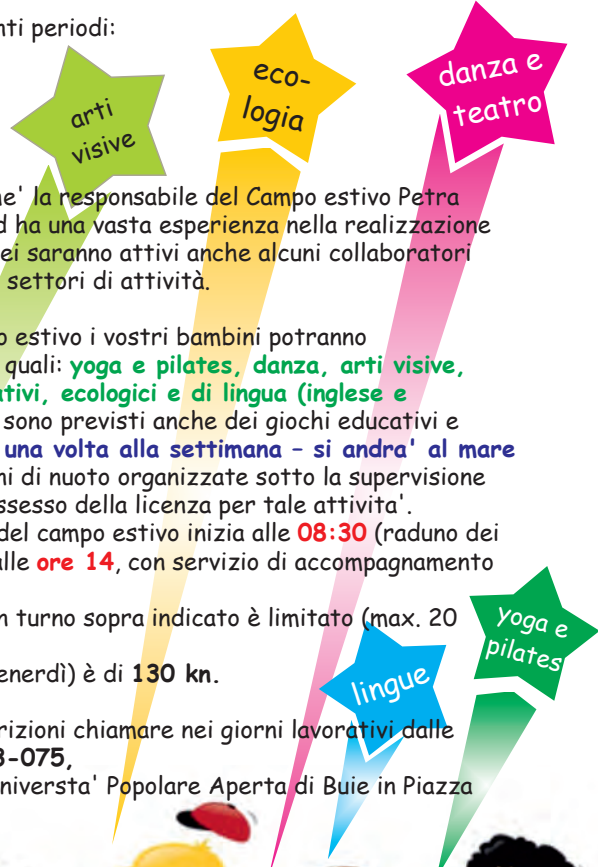 nti periodi:
arti
visive
eco-
logia
danza e
teatro
e' la responsabile del Campo estivo Petra
d ha una vasta esperienza nella realizzazione
ei saranno attivi anche alcuni collaboratori
settori di attività.
o estivo i vostri bambini potranno
quali: yoga e pilates, danza, arti visive,
ativi, ecologici e di lingua (inglese e
sono previsti anche dei giochi educativi e
una volta alla settimana – si andra' al mare
ni di nuoto organizzate sotto la supervisione
ossesso della licenza per tale attivita'.
del campo estivo inizia alle 08:30 (raduno dei
alle ore 14, con servizio di accompagnamento
n turno sopra indicato è limitato (max. 20
yoga e
pilates
enerdì) è di 130 kn.
lingue
rizioni chiamare nei giorni lavorativi dalle
3-075,
niversta' Popolare Aperta di Buie in Piazza